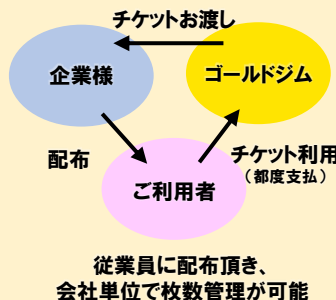 チケットお渡し
企業様
ゴールドジム
配布
チケット利用
（都度支払）
ご利用者
従業員に配布頂き、
会社単位で枚数管理が可能